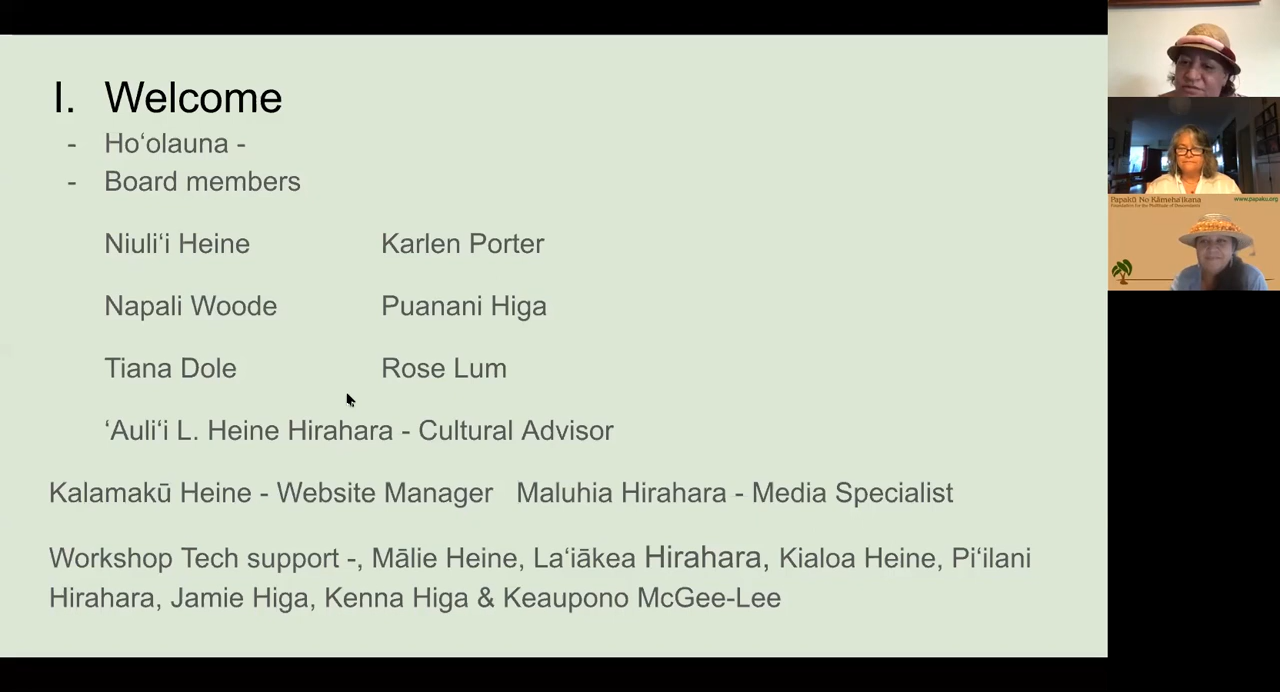 I. Welcome
- Hoʻolauna -
- Board members
Niuliʻi Heine Karlen Porter
Napali Woode Puanani Higa
Tiana Dole Rose Lum
ʻAuliʻi L. Heine Hirahara - Cultural Advisor
Kalamakū Heine - Website Manager Maluhia Hirahara - Media Specialist
Workshop Tech support -, Mālie Heine, Laʻiākea Hirahara, Kialoa Heine, Piʻilani
Hirahara, Jamie Higa, Kenna Higa & Keaupono McGee-Lee
Papakū No Kāmehaʻikana www.papaku.org
Foundation for the Multitude of Descendants